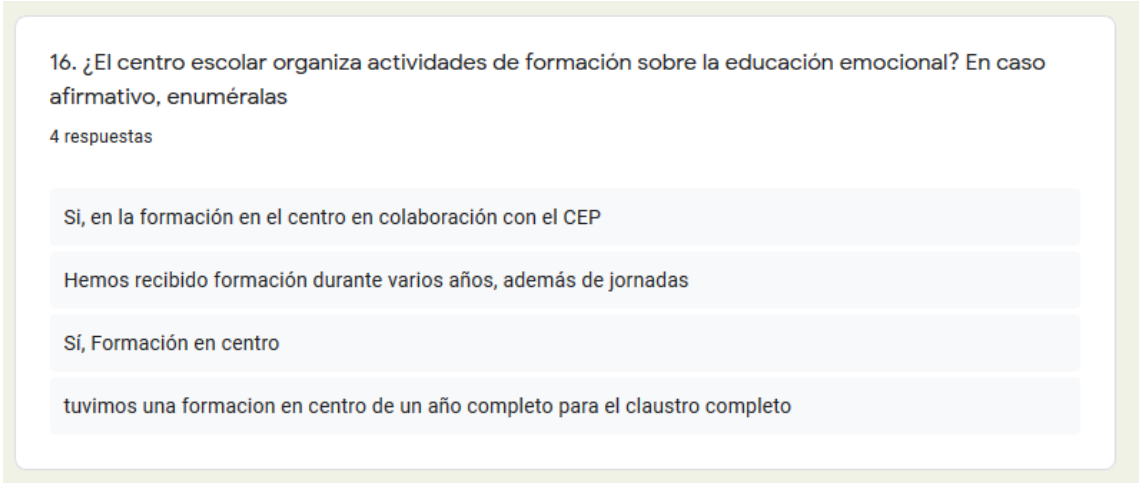 16. ¿El centro escolar organiza actividades de formación sobre la educación emocional? En caso
afirmativo, enuméralas
4 respuestas
Si, en la formación en el centro en colaboración con el CEP
Hemos recibido formación durante varios años, además de jornadas
Sí, Formación en centro
tuvimos una formacion en centro de un año completo para el claustro completo